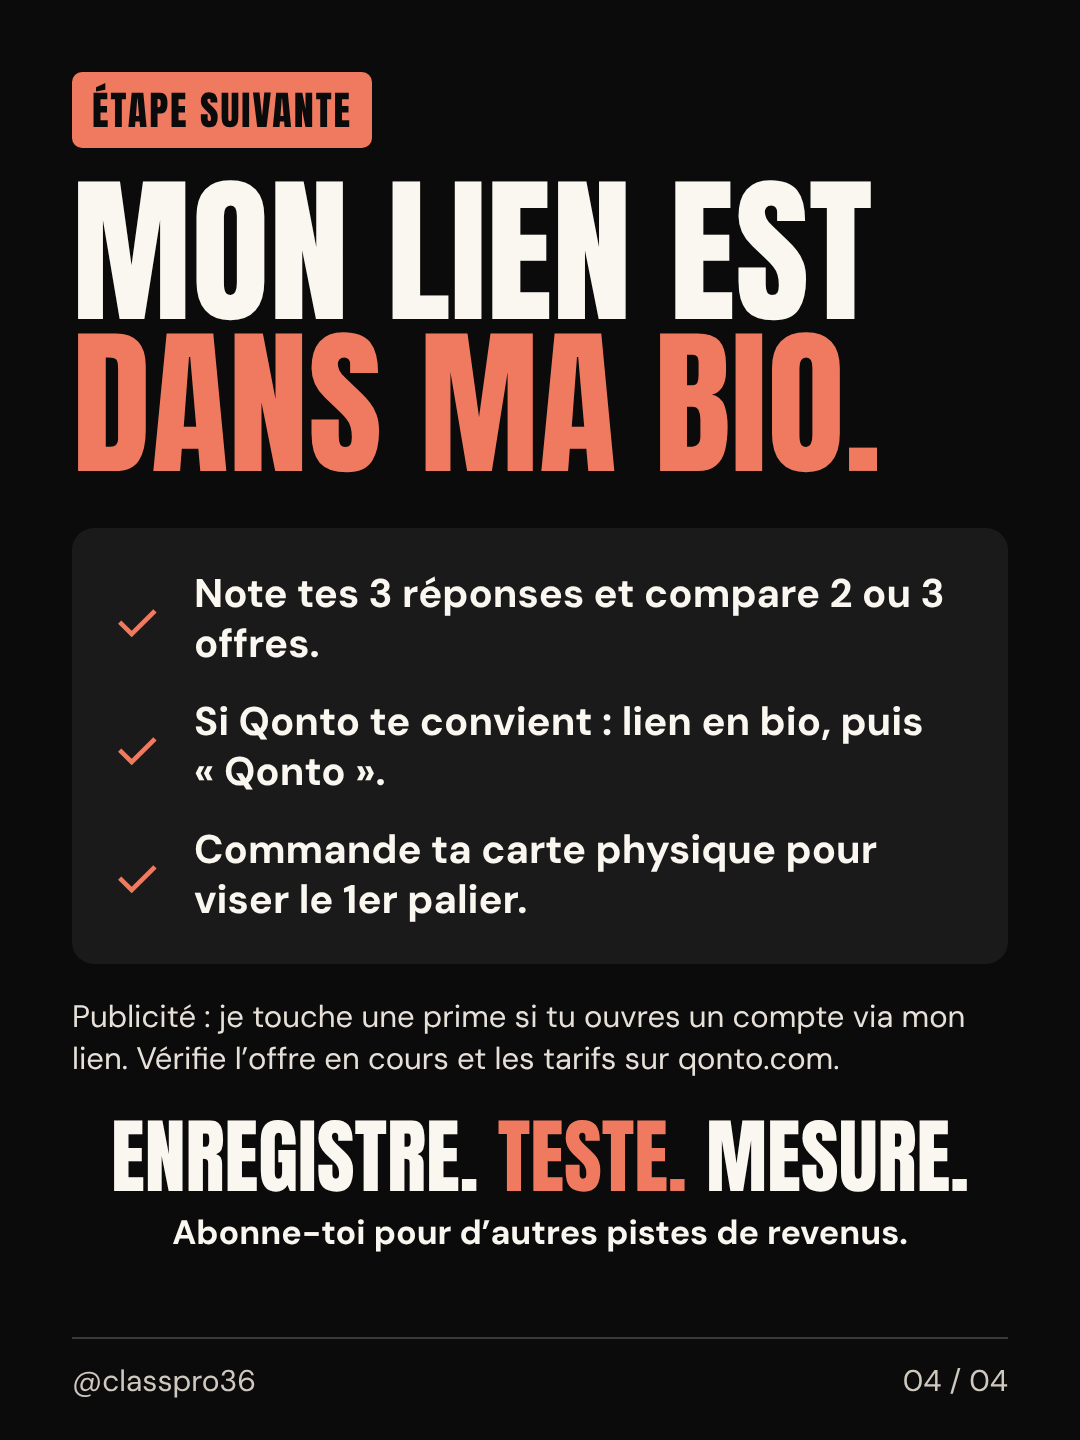 ÉTAPE SUIVANTE
MON LIEN EST
DANS MA BIO.
Note tes 3 réponses et compare 2 ou 3
offres.
Si Qonto te convient : lien en bio, puis
« Qonto ».
Commande ta carte physique pour
viser le 1er palier.
Publicité : je touche une prime si tu ouvres un compte via mon
lien. Vérifie l’offre en cours et les tarifs sur qonto.com.
ENREGISTRE. TESTE. MESURE.
Abonne-toi pour d’autres pistes de revenus.
@classpro36
04 / 04